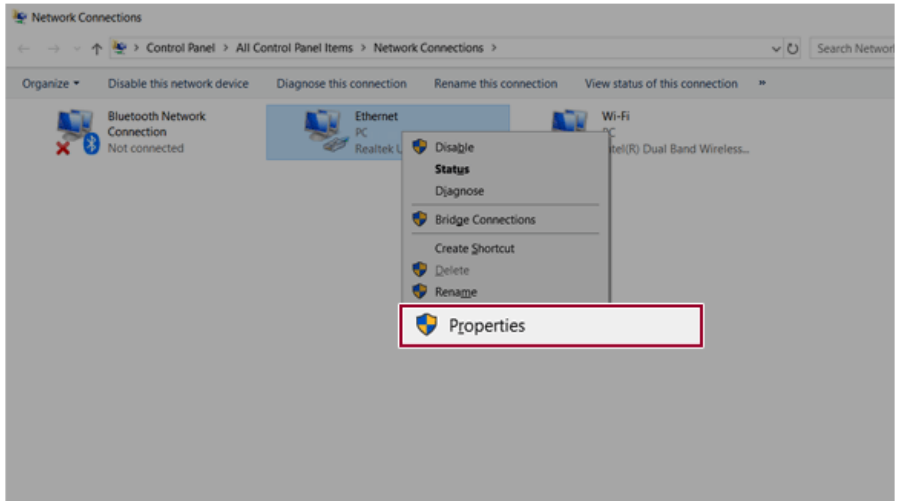 Network Connections
Control Panel > All Control Panel Items > Network Connections >
Search Networ
Organize Disable this network device Diagnose this connection Rename this connection View status of this connection »
Bluetooth Network
Connection
Not connected
Ethernet
PC
Realtek
Wi-Fi
PC
tel(R) Dual Band Wireless...
Disable
Status
Diagnose
Bridge Connections
Create Shortcut
Delete
Rename
Properties